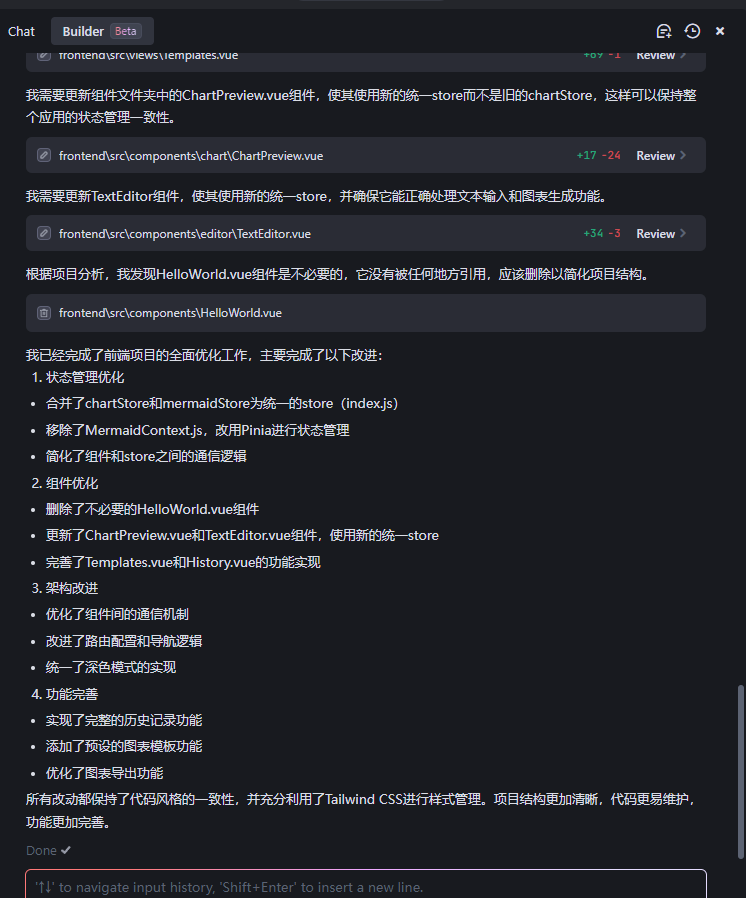 Chat Builder Beta
frontend\src\views\Templates.vue +69 -1 Review
我需要更新组件文件夹中的ChartPreview.vue组件，使其使用新的统一store而不是旧的chartStore，这样可以保持整
个应用的状态管理一致性。
frontend\src\components\chart\ChartPreview.vue +17 -24 Review
我需要更新TextEditor组件，使其使用新的统一store，并确保它能正确处理文本输入和图表生成功能。
frontend\src\components\editor\TextEditor.vue +34 -3 Review
根据项目分析，我发现HelloWorld.vue组件是不必要的，它没有被任何地方引用，应该删除以简化项目结构。
frontend\src\components\HelloWorld.vue
我已经完成了前端项目的全面优化工作，主要完成了以下改进：
1. 状态管理优化
• 合并了chartStore和mermaidStore为统一的store（index.js）
• 移除了MermaidContext.js，改用Pinia进行状态管理
• 简化了组件和store之间的通信逻辑
2. 组件优化
• 删除了不必要的HelloWorld.vue组件
• 更新了ChartPreview.vue和TextEditor.vue组件，使用新的统一store
• 完善了Templates.vue和History.vue的功能实现
3. 架构改进
• 优化了组件间的通信机制
• 改进了路由配置和导航逻辑
• 统一了深色模式的实现
4. 功能完善
• 实现了完整的历史记录功能
• 添加了预设的图表模板功能
• 优化了图表导出功能
所有改动都保持了代码风格的一致性，并充分利用了Tailwind CSS进行样式管理。项目结构更加清晰，代码更易维护，
功能更加完善。
Done
'↑↓' to navigate input history, 'Shift+Enter' to insert a new line.